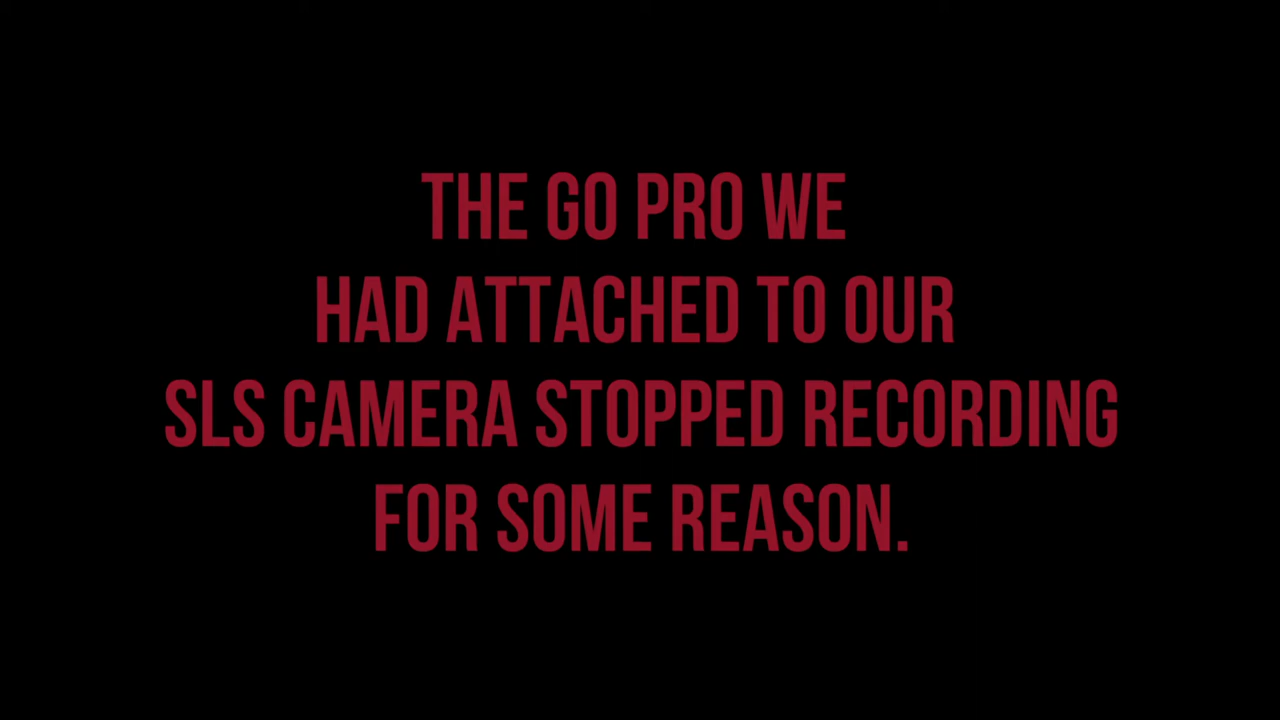 THE GO PRO WE
HAD ATTACHED TO OUR
SLS CAMERA STOPPED RECORDING
FOR SOME REASON.